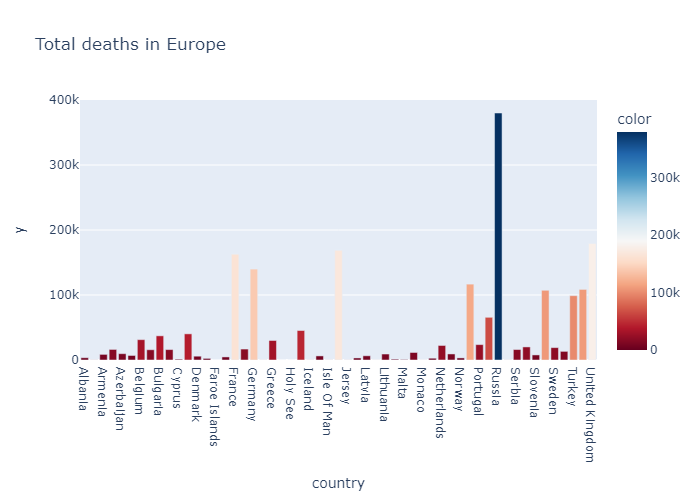 Total deaths in Europe
400k
300k
200k
100k
0
y
Albania
Armenia
Azerbaijan
Belgium
Bulgaria
Cyprus
Denmark
Faroe Islands
France
Germany
Greece
Holy See
Iceland
Isle Of Man
Jersey
Latvia
Lithuania
Malta
Monaco
Netherlands
Norway
Portugal
Russia
Serbia
Slovenia
Sweden
Turkey
United Kingdom
country
color
300k
200k
100k
0